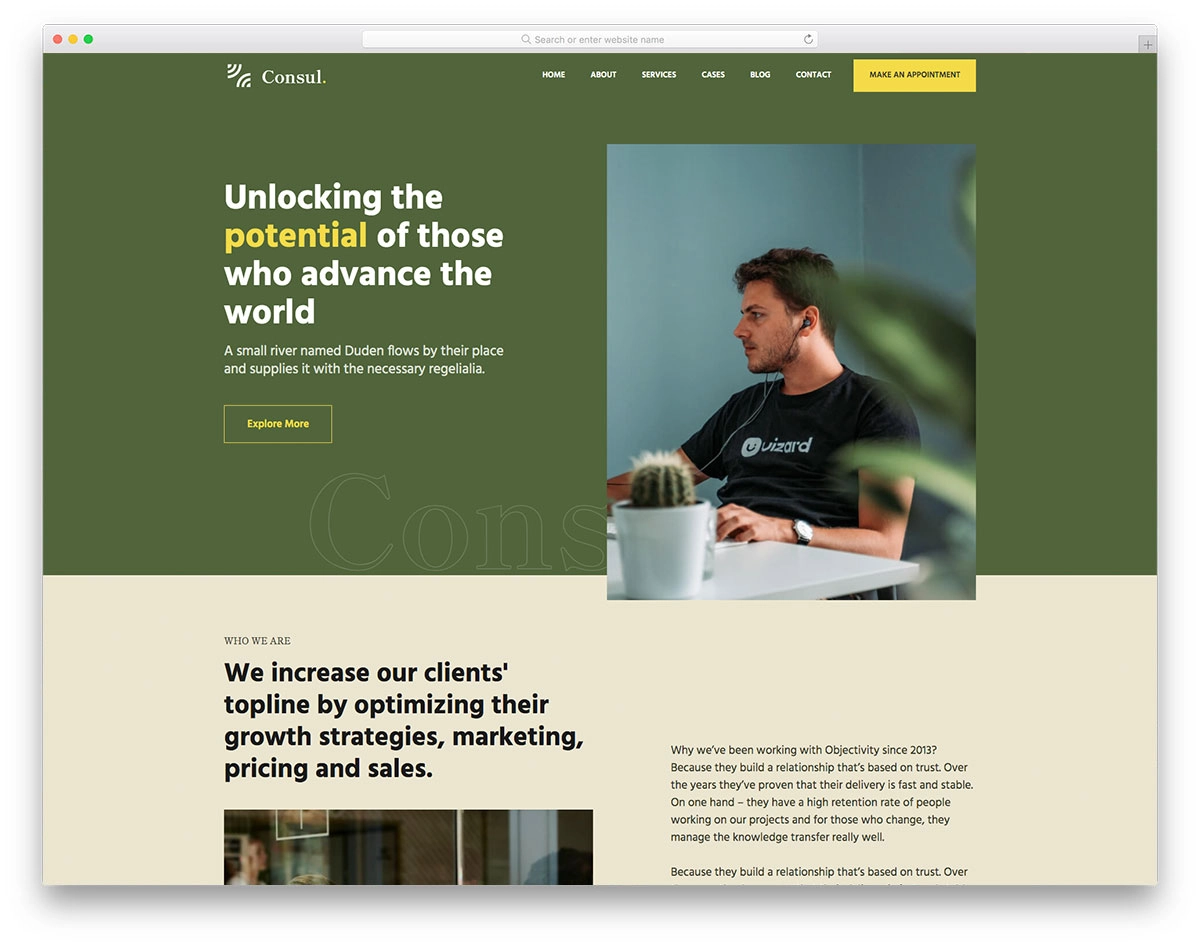 Search or enter website name
Consul.
HOME
ABOUT
SERVICES
CASES
BLOG
CONTACT
MAKE AN APPOINTMENT
Unlocking the
potential of those
who advance the
world
A small river named Duden flows by their place
and supplies it with the necessary regelialia.
Explore More
Cons
uizard
WHO WE ARE
We increase our clients'
topline by optimizing their
growth strategies, marketing,
pricing and sales.
Why we’ve been working with Objectivity since 2013?
Because they build a relationship that’s based on trust. Over
the years they’ve proven that their delivery is fast and stable.
On one hand – they have a high retention rate of people
working on our projects and for those who change, they
manage the knowledge transfer really well.
Because they build a relationship that’s based on trust. Over